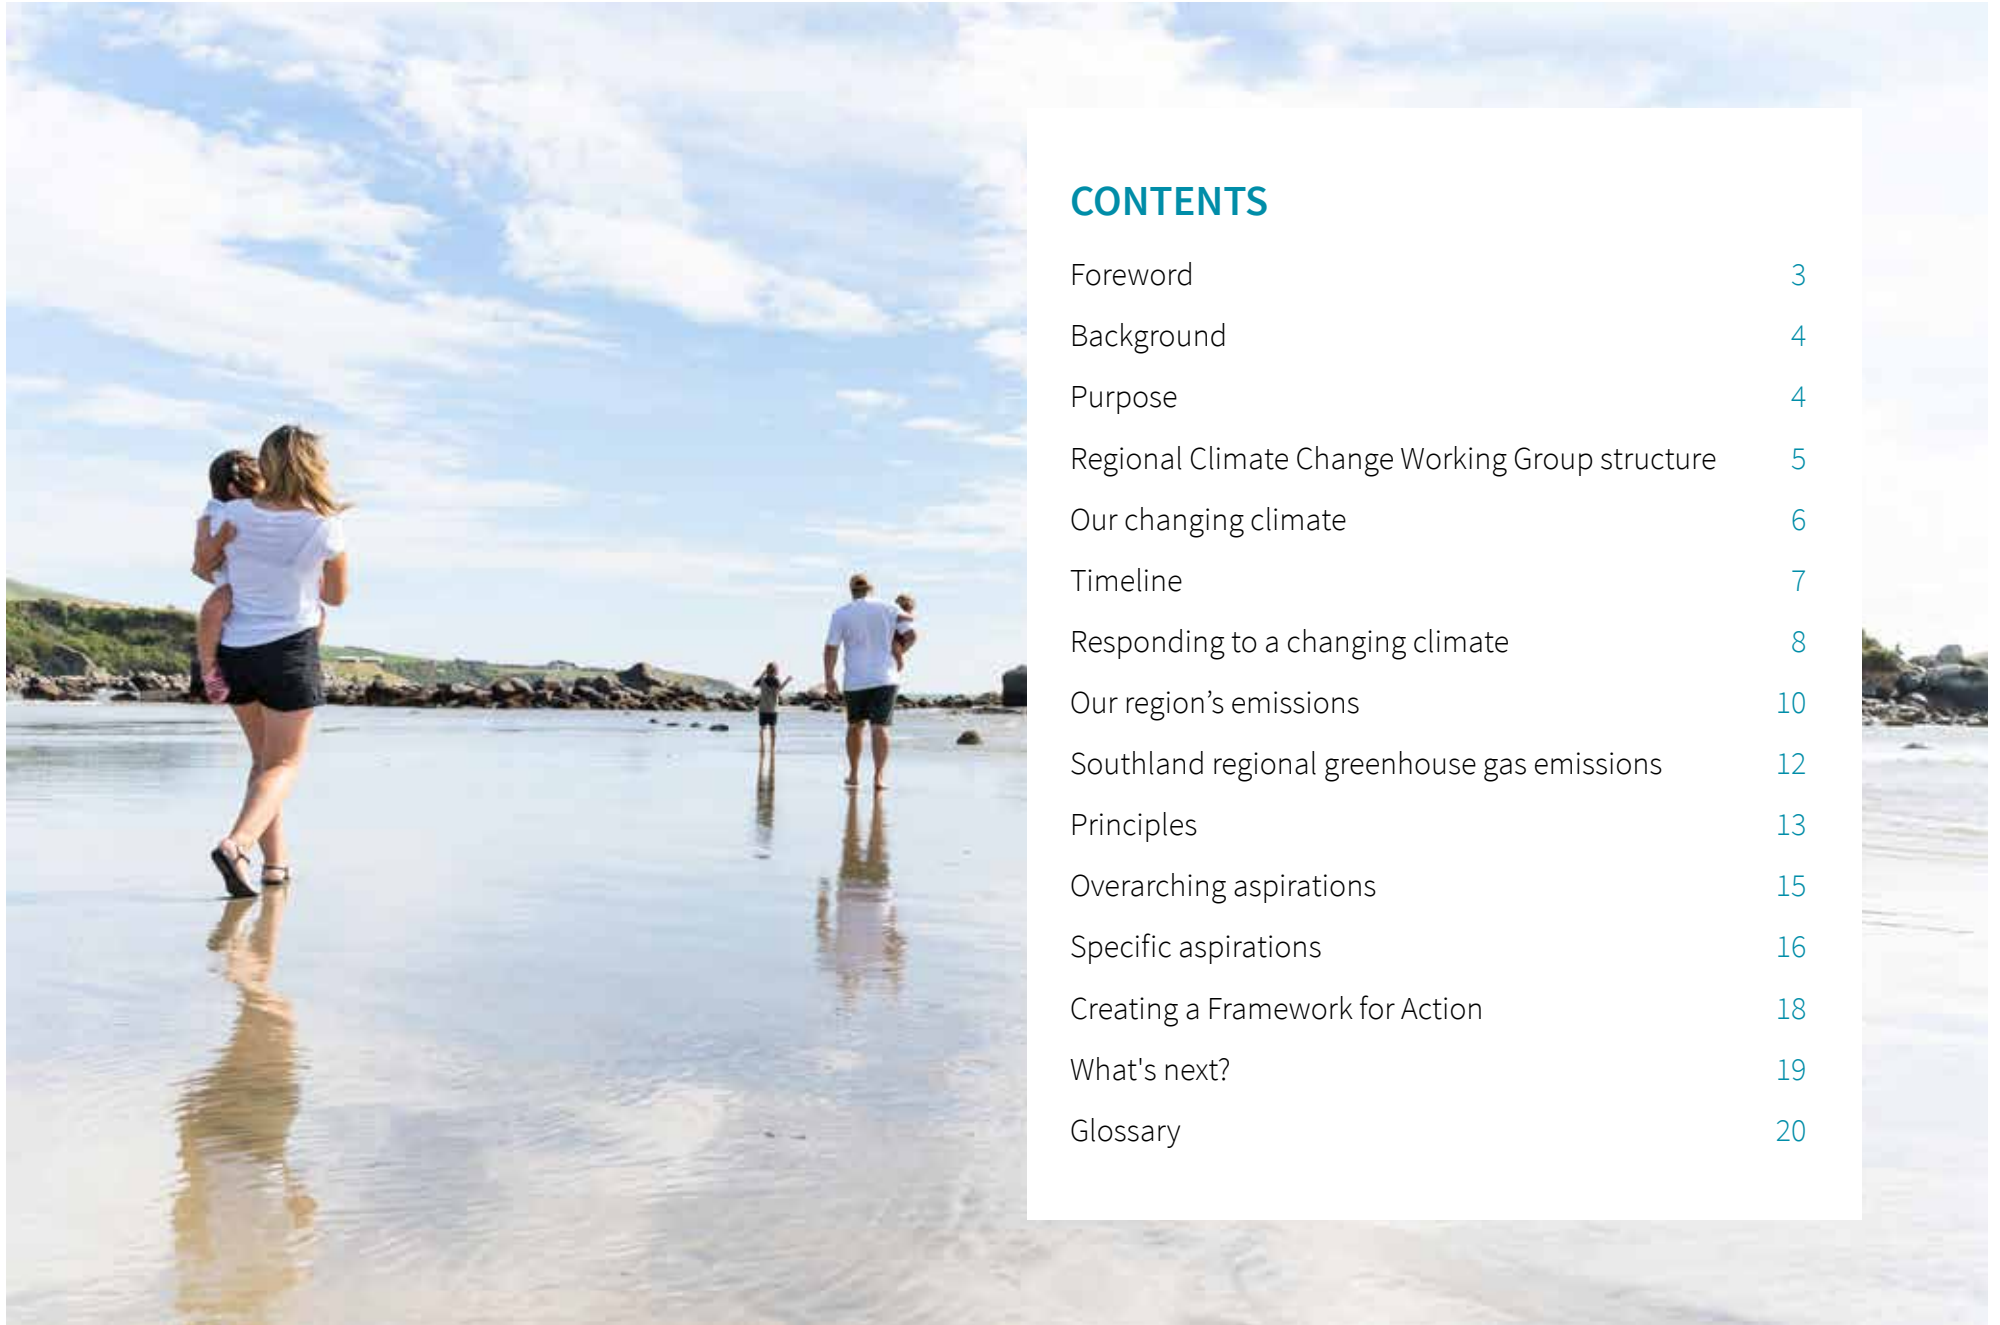 CONTENTS
Foreword 3
Background 4
Purpose 4
Regional Climate Change Working Group structure 5
Our changing climate 6
Timeline 7
Responding to a changing climate 8
Our region’s emissions 10
Southland regional greenhouse gas emissions 12
Principles 13
Overarching aspirations 15
Specific aspirations 16
Creating a Framework for Action 18
What's next? 19
Glossary 20